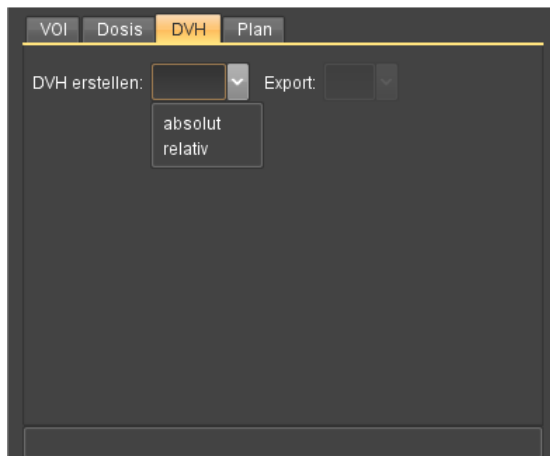 VOI Dosis DVH Plan
DVH erstellen: Export:
absolut
relativ